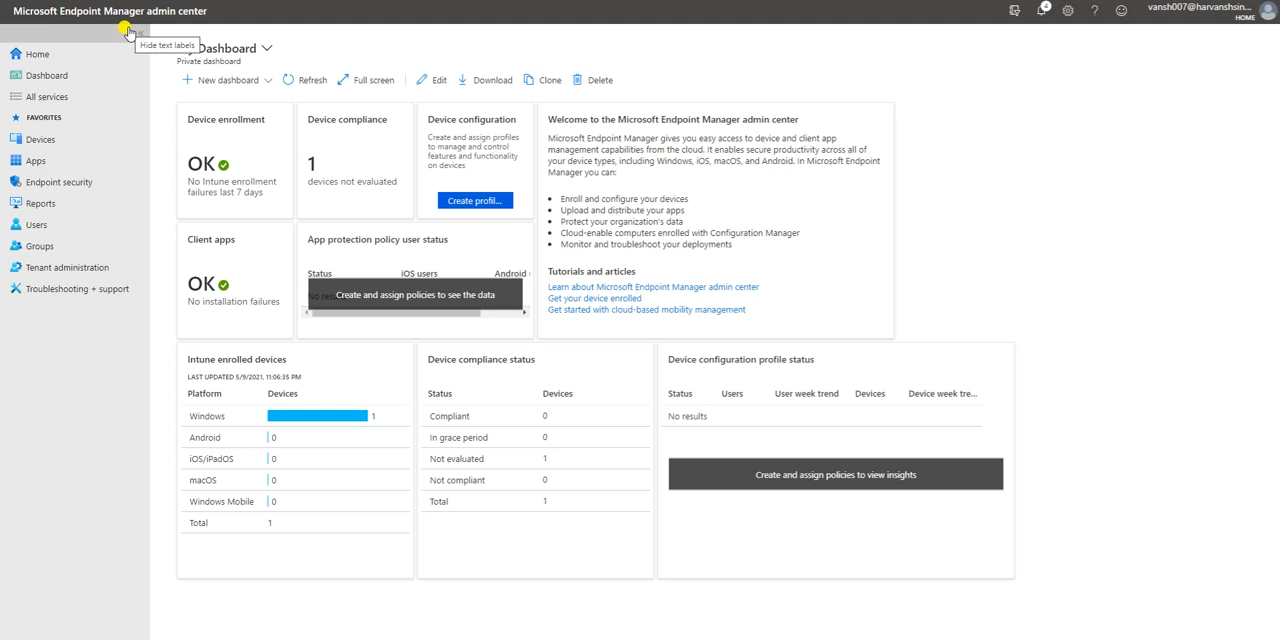 Microsoft Endpoint Manager admin center
4
vansh007@harvanshsin...
HOME
«
Hide text labels
Dashboard
Private dashboard
New dashboard
Refresh
Full screen
Edit
Download
Clone
Delete
Home
Dashboard
All services
FAVORITES
Devices
Apps
Endpoint security
Reports
Users
Groups
Tenant administration
Troubleshooting + support
Device enrollment
OK
No Intune enrollment
failures last 7 days
Device compliance
1
devices not evaluated
Device configuration
Create and assign profiles
to manage and control
features and functionality
on devices
Create profil...
Welcome to the Microsoft Endpoint Manager admin center
Microsoft Endpoint Manager gives you easy access to device and client app
management capabilities from the cloud. It enables secure productivity across all of
your device types, including Windows, iOS, macOS, and Android. In Microsoft Endpoint
Manager you can:
• Enroll and configure your devices
• Upload and distribute your apps
• Protect your organization's data
• Cloud-enable computers enrolled with Configuration Manager
• Monitor and troubleshoot your deployments
Tutorials and articles
Learn about Microsoft Endpoint Manager admin center
Get your device enrolled
Get started with cloud-based mobility management
Client apps
OK
No installation failures
App protection policy user status
Status iOS users Android
Create and assign policies to see the data
Intune enrolled devices
LAST UPDATED 5/9/2021, 11:06:35 PM
Platform Devices
Windows 1
Android 0
iOS/iPadOS 0
macOS 0
Windows Mobile 0
Total 1
Device compliance status
Status Devices
Compliant 0
In grace period 0
Not evaluated 1
Not compliant 0
Total 1
Device configuration profile status
Status Users User week trend Devices Device week tre...
No results
Create and assign policies to view insights